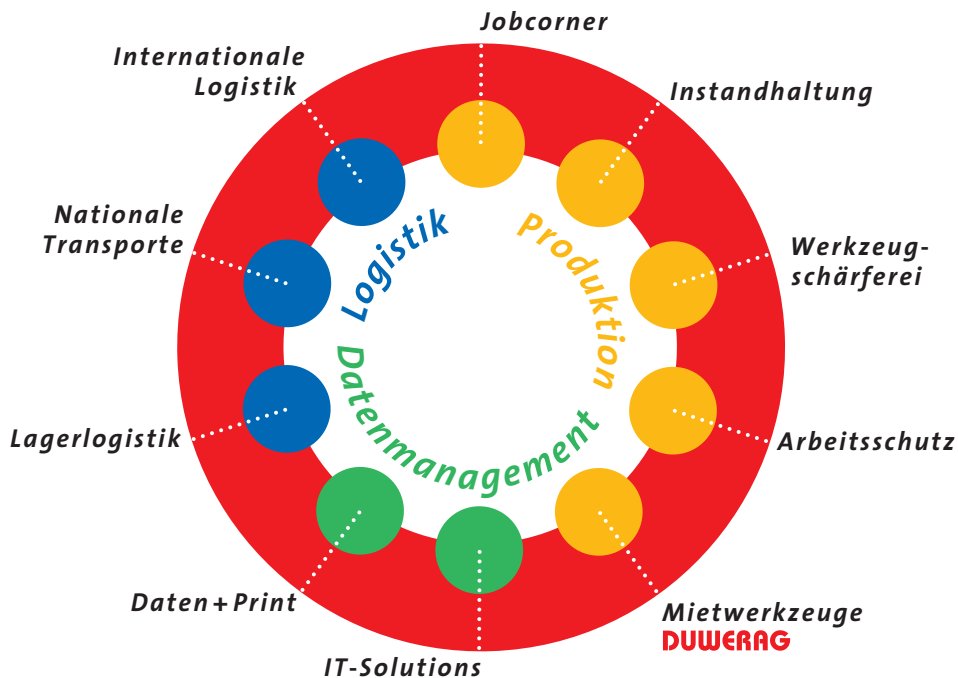 Jobcorner
Internationale
Logistik
Instandhaltung
Nationale
Transporte
Logistik
Produktion
Werkzeug-
schärferei
Datenmanagement
Lagerlogistik
Arbeitsschutz
Daten+Print
Mietwerkzeuge
DUWERAG
IT-Solutions